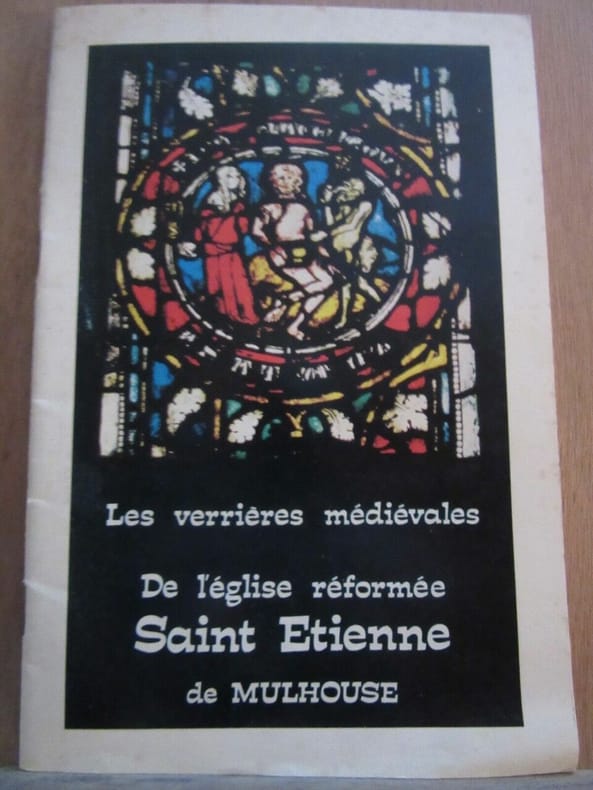 Les verrières médiévales
De l'église réformée
Saint Etienne
de MULHOUSE